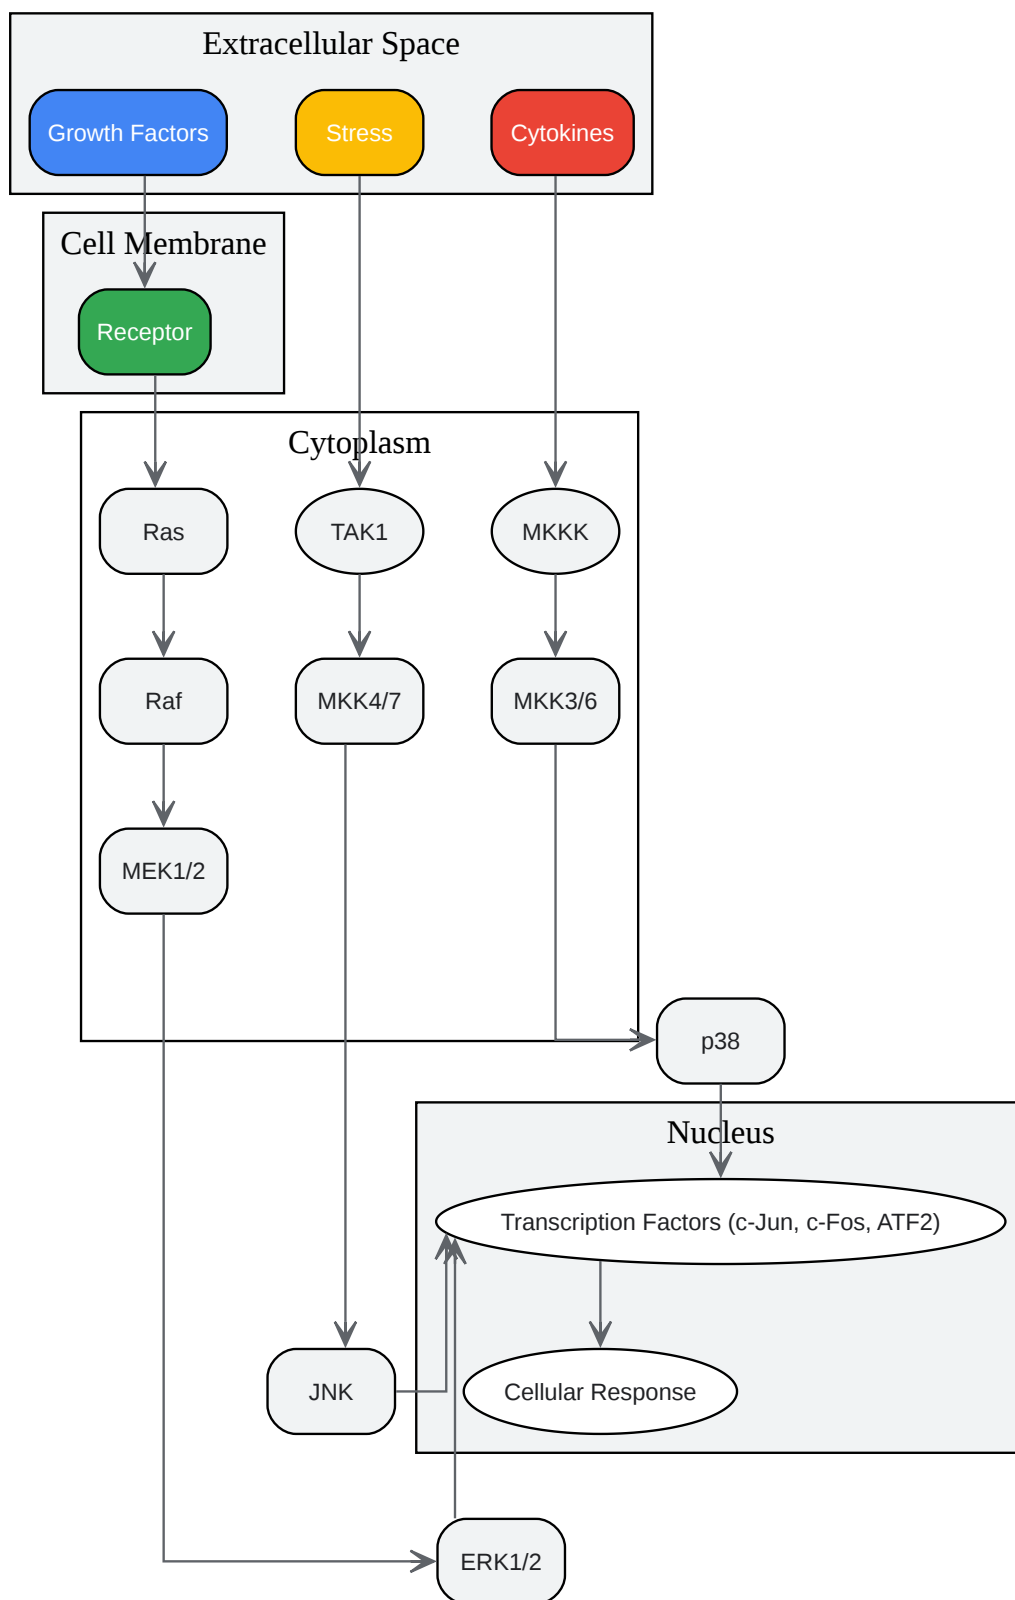 Extracellular Space
Growth Factors
Stress
Cytokines
Cell Membrane
Receptor
Cytoplasm
Ras
TAK1
MKKK
Raf
MKK4/7
MKK3/6
MEK1/2
p38
Nucleus
Transcription Factors (c-Jun, c-Fos, ATF2)
JNK
Cellular Response
ERK1/2